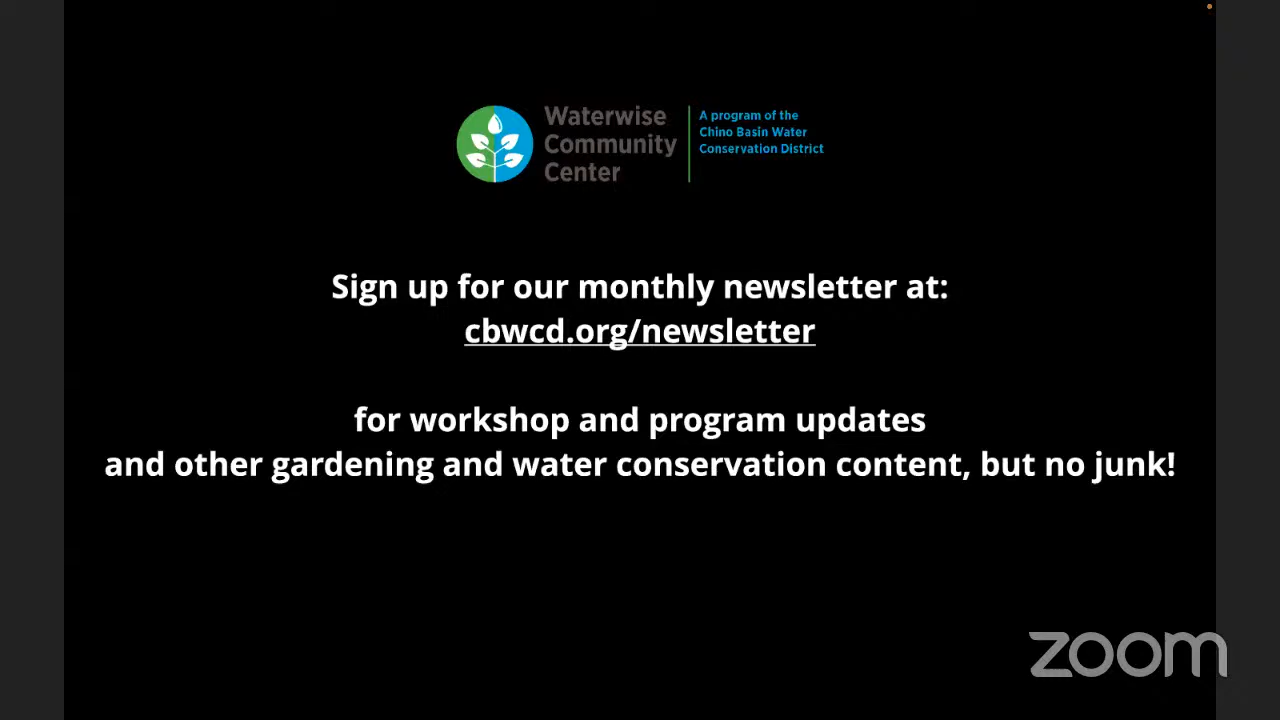 Waterwise
Community
Center
A program of the
Chino Basin Water
Conservation District
Sign up for our monthly newsletter at:
cbwcd.org/newsletter
for workshop and program updates
and other gardening and water conservation content, but no junk!
zoom